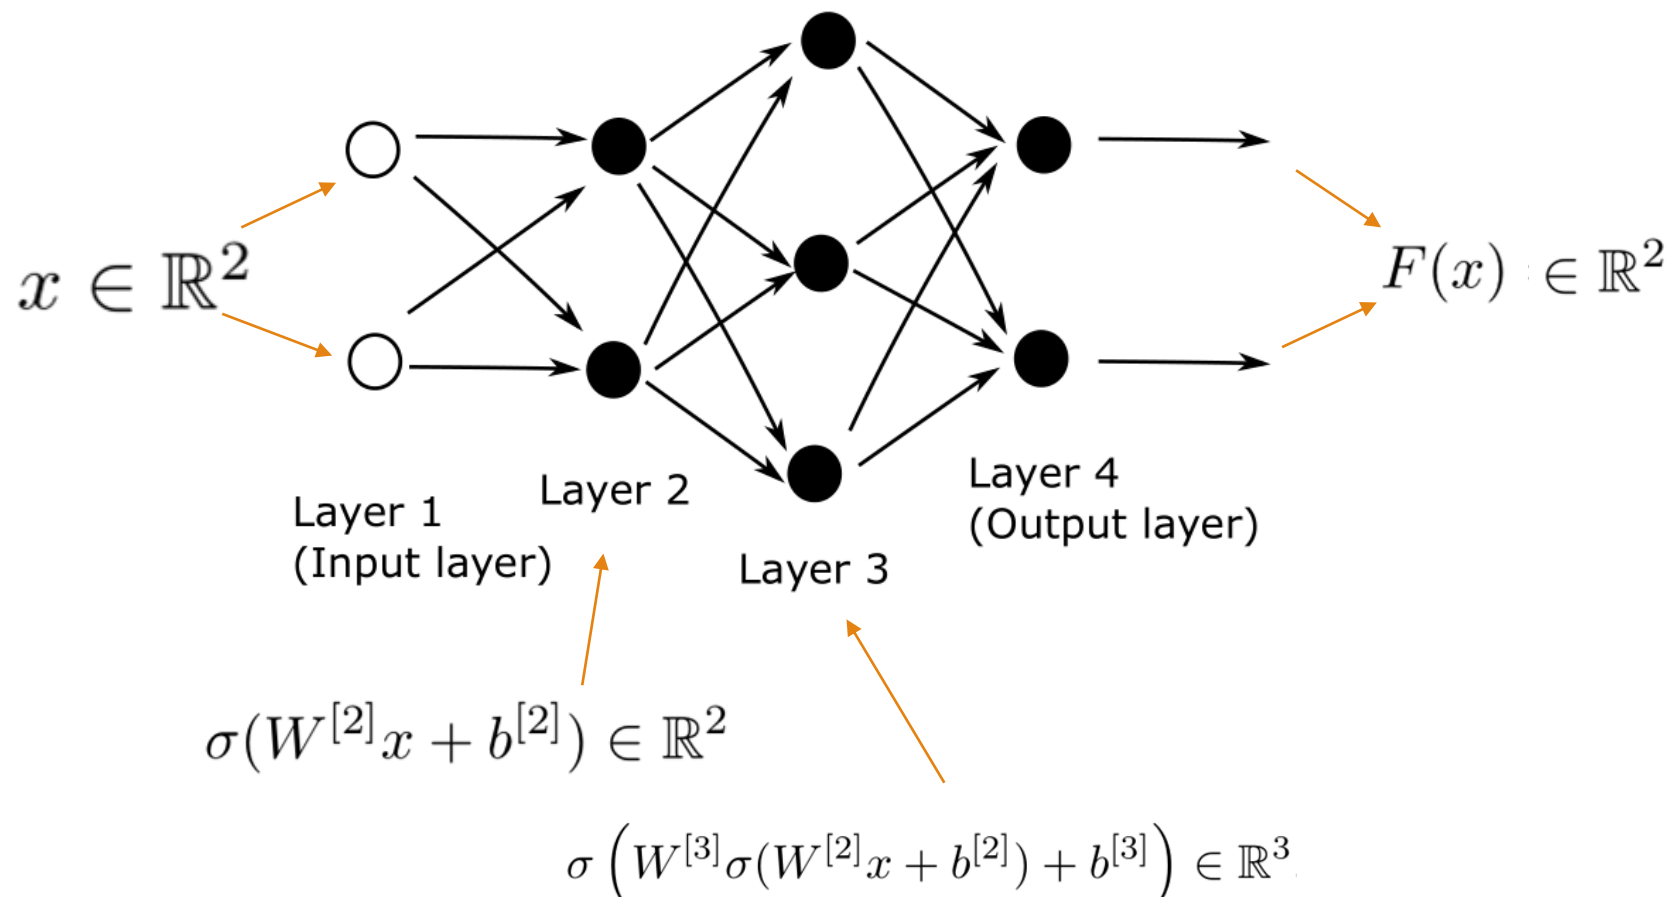 x ∈ ℝ²
F(x) ∈ ℝ²
Layer 1
(Input layer)
Layer 2
Layer 3
Layer 4
(Output layer)
σ(W^[2]x + b^[2]) ∈ ℝ²
σ(W^[3]σ(W^[2]x + b^[2]) + b^[3]) ∈ ℝ³